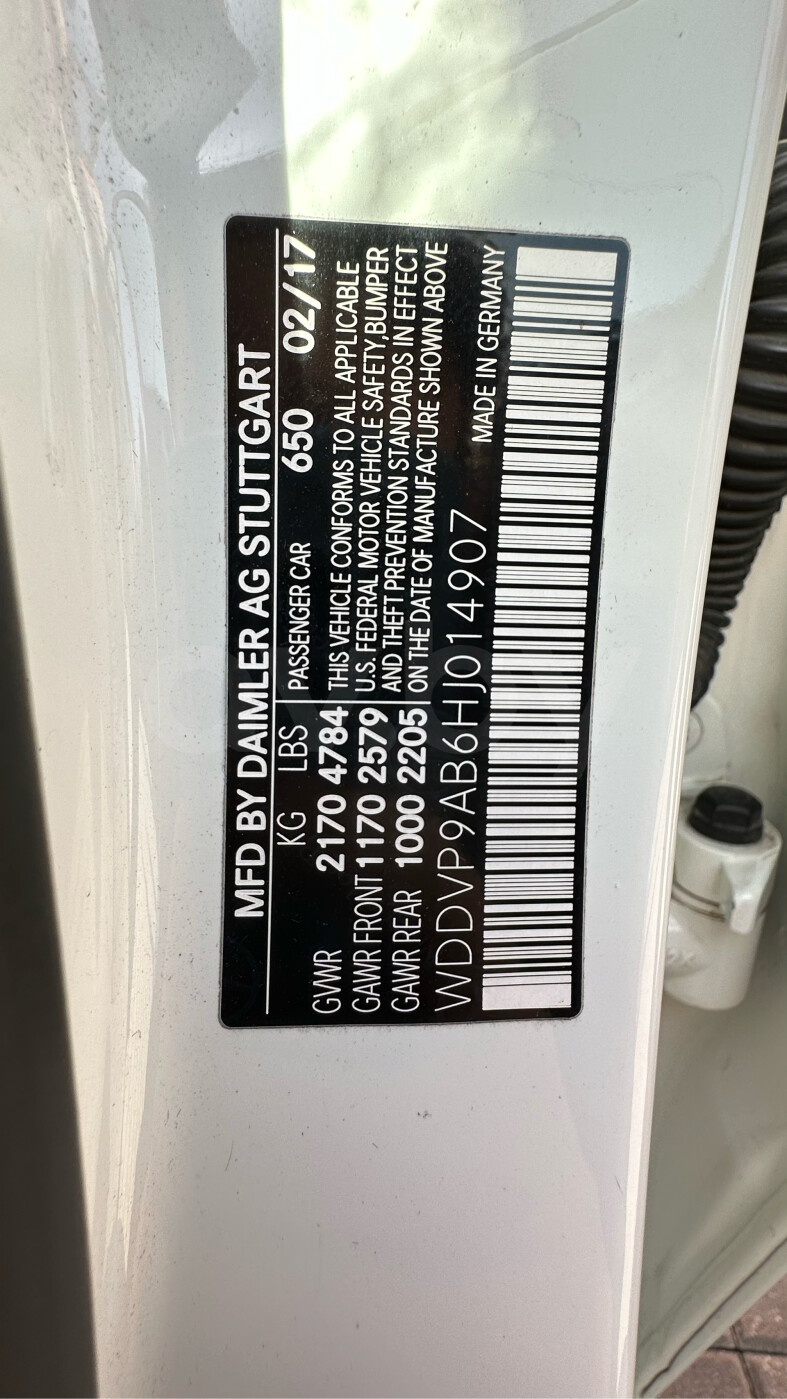 MFD BY DAIMLER AG STUTTGART
KG LBS PASSENGER CAR 650 02/17
GVWR 2170 4784 THIS VEHICLE CONFORMS TO ALL APPLICABLE
GAWR FRONT 1170 2579 U.S. FEDERAL MOTOR VEHICLE SAFETY,BUMPER
GAWR REAR 1000 2205 AND THEFT PREVENTION STANDARDS IN EFFECT
ON THE DATE OF MANUFACTURE SHOWN ABOVE
WDDVP9AB6HJ014907 MADE IN GERMANY